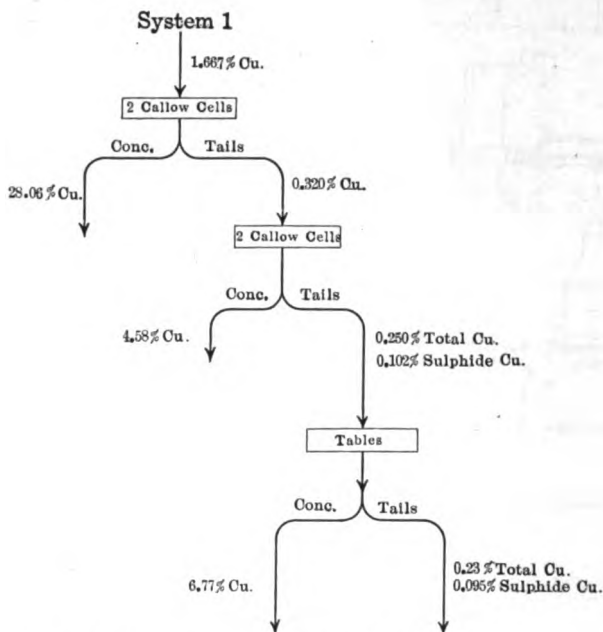 System 1
1.667% Cu.
2 Callow Cells
Conc. Tails
28.06% Cu.
0.320% Cu.
2 Callow Cells
Conc. Tails
4.58% Cu.
0.250% Total Cu.
0.102% Sulphide Cu.
Tables
Conc. Tails
6.77% Cu.
0.23% Total Cu.
0.095% Sulphide Cu.